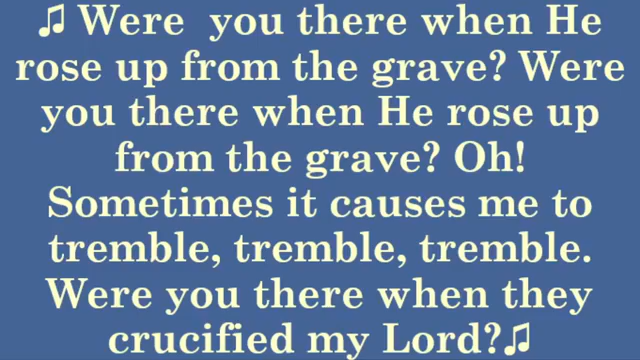 ♫ Were  you there when He
rose up from the grave? Were
you there when He rose up
from the grave? Oh!
Sometimes it causes me to
tremble, tremble, tremble.
Were you there when they
crucified my Lord?♫